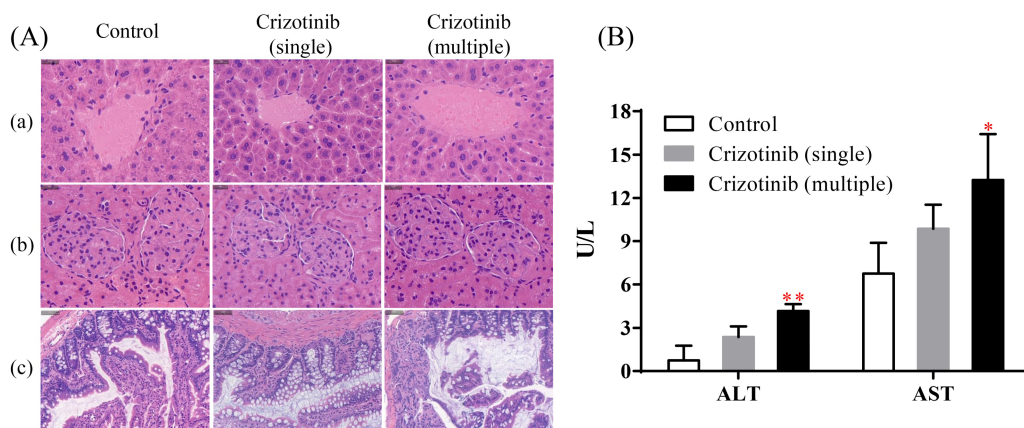 (A)
Control
Crizotinib
(single)
Crizotinib
(multiple)
(a)
(b)
(c)
(B)
U/L
18
15
12
9
6
3
0
Control
Crizotinib (single)
Crizotinib (multiple)
**
*
ALT
AST